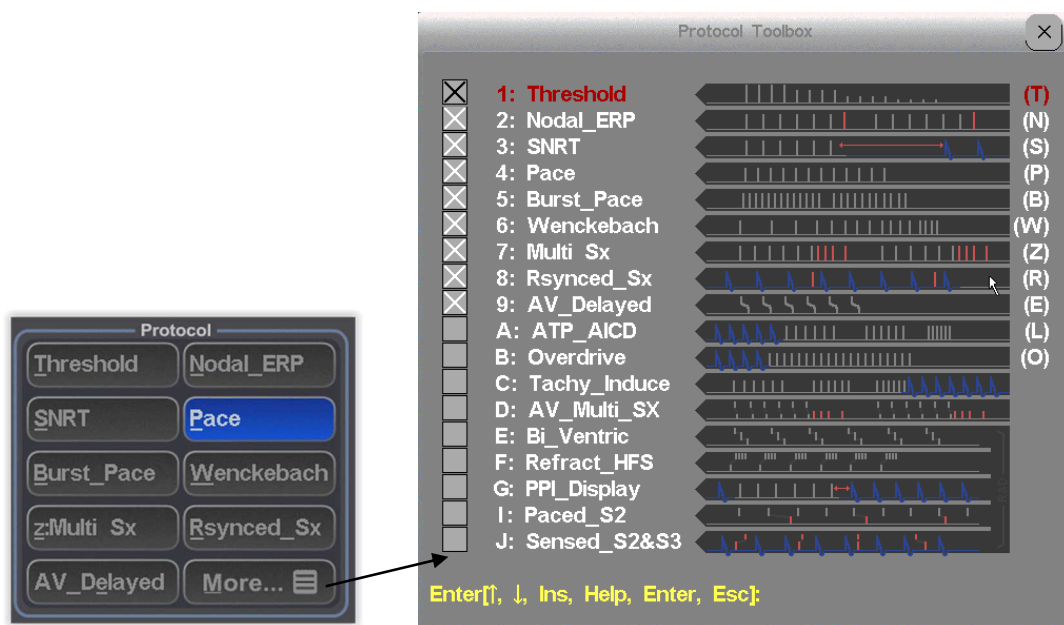 Protocol
Threshold Nodal_ERP
SNRT Pace
Burst_Pace Wenckebach
z:Multi Sx Rsynced_Sx
AV_Delayed More...
Protocol Toolbox
1: Threshold (T)
2: Nodal_ERP (N)
3: SNRT (S)
4: Pace (P)
5: Burst_Pace (B)
6: Wenckebach (W)
7: Multi Sx (Z)
8: Rsynced_Sx (R)
9: AV_Delayed (E)
A: ATP_AICD (L)
B: Overdrive (O)
C: Tachy_Induce
D: AV_Multi_SX
E: Bi_Ventric
F: Refract_HFS
G: PPI_Display
I: Paced_S2
J: Sensed_S2&S3
Enter[↑, ↓, Ins, Help, Enter, Esc]: